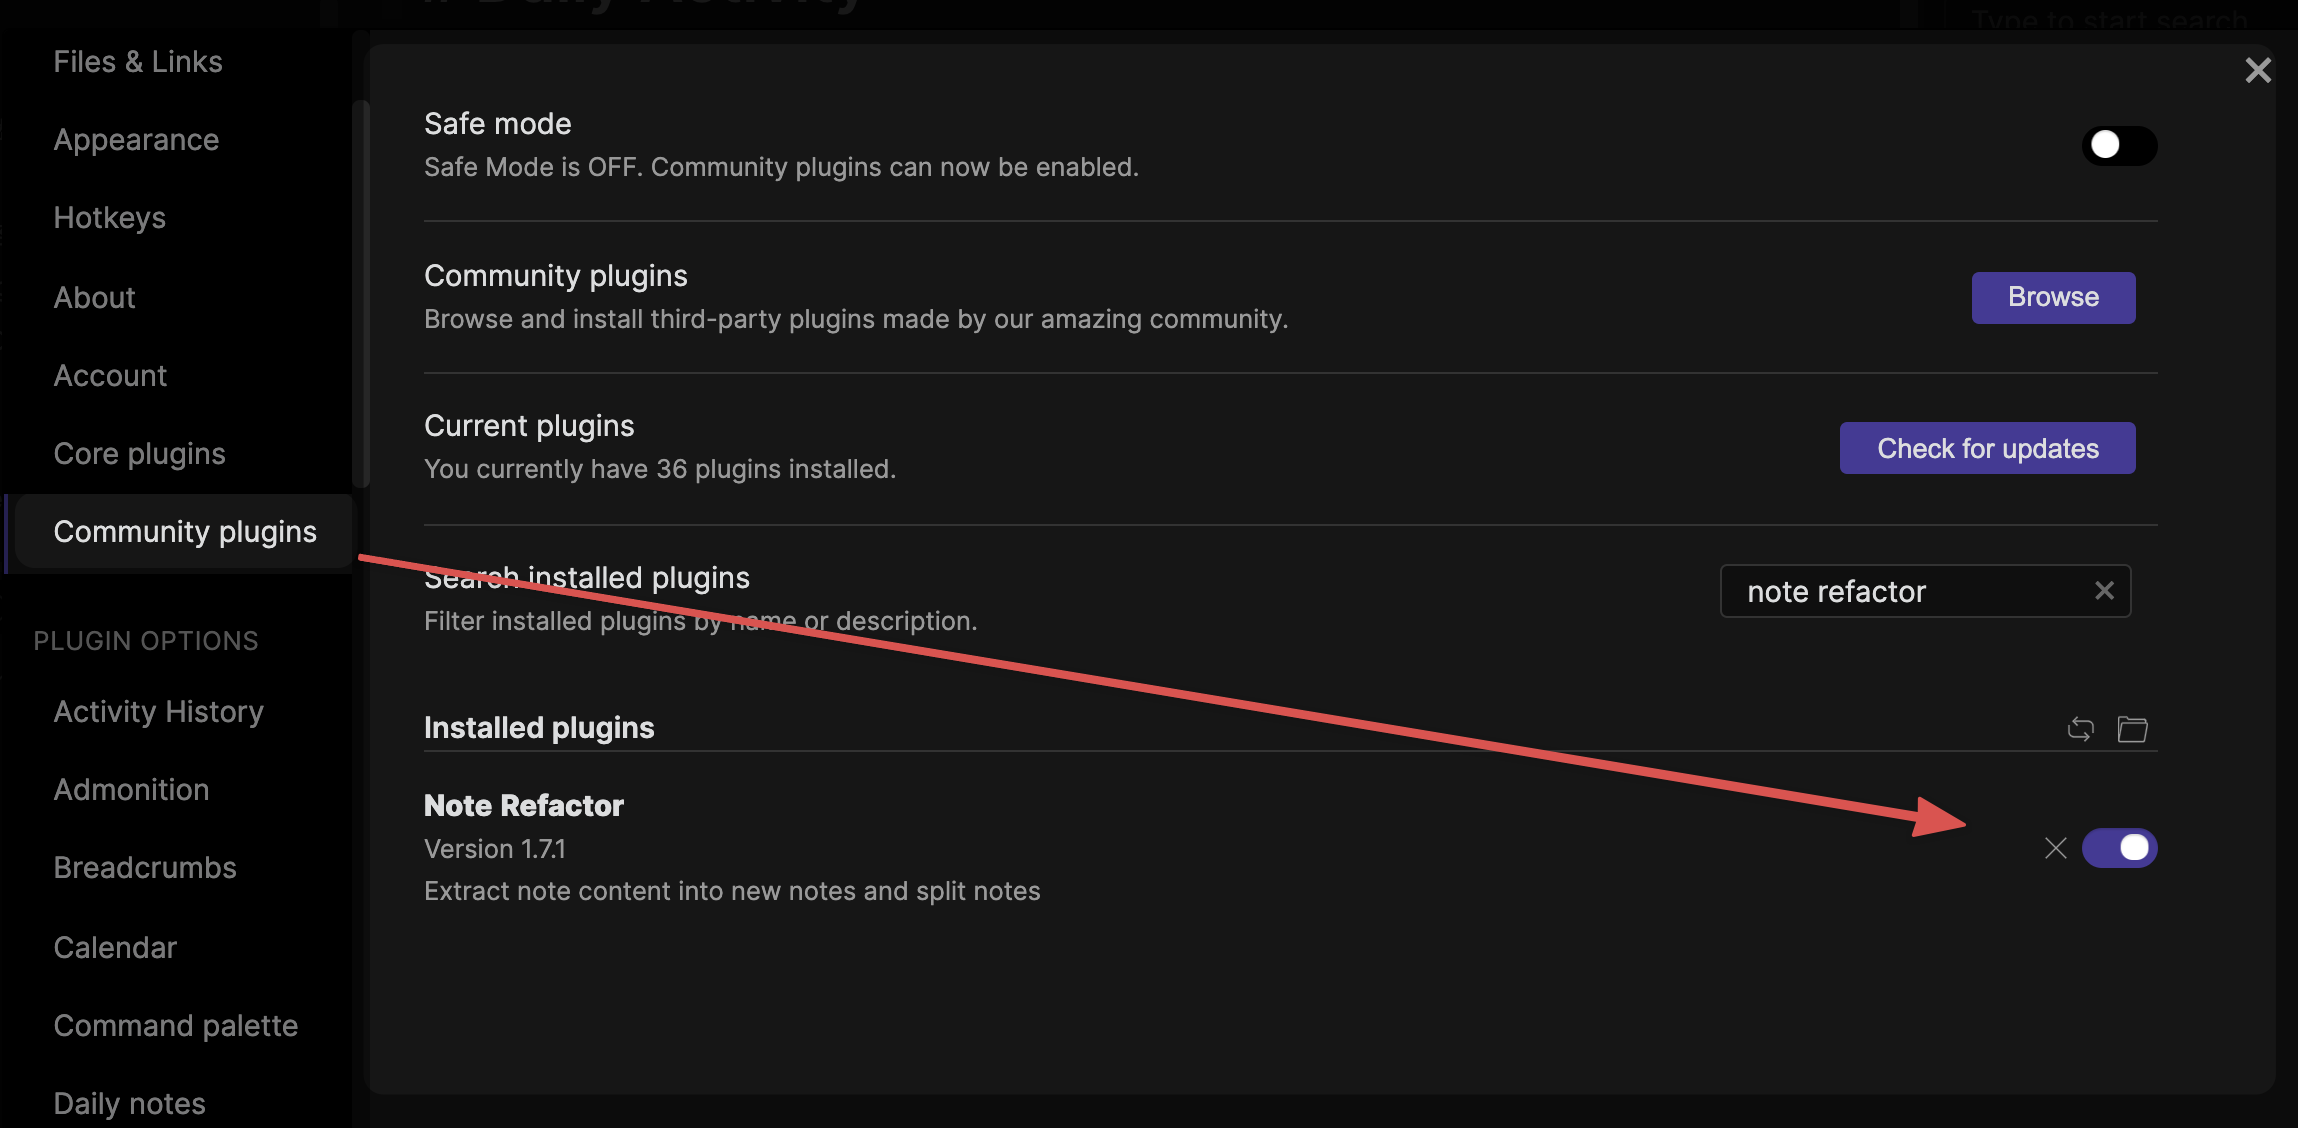 Type to start search
Files & Links
Appearance
Hotkeys
About
Account
Core plugins
Community plugins
PLUGIN OPTIONS
Activity History
Admonition
Breadcrumbs
Calendar
Command palette
Daily notes
Safe mode
Safe Mode is OFF. Community plugins can now be enabled.
Community plugins
Browse and install third-party plugins made by our amazing community.
Browse
Current plugins
You currently have 36 plugins installed.
Check for updates
Search installed plugins
Filter installed plugins by name or description.
note refactor
Installed plugins
Note Refactor
Version 1.7.1
Extract note content into new notes and split notes